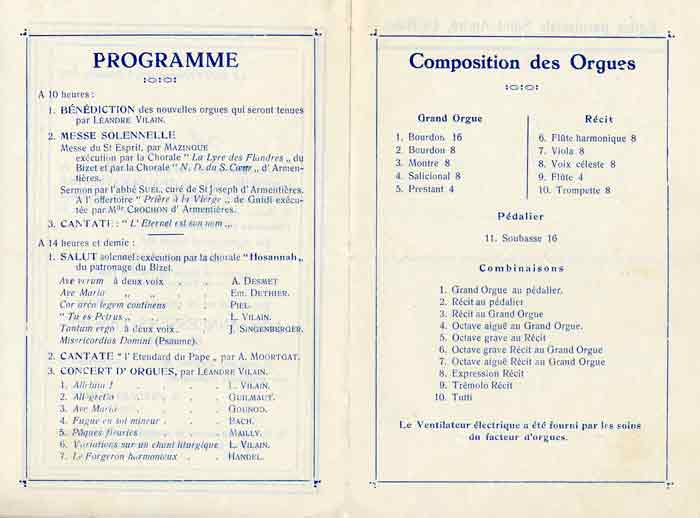 PROGRAMME
A 10 heures :
1. BÉNÉDICTION des nouvelles orgues qui seront tenues
par LÉANDRE VILAIN.
2. MESSE SOLENNELLE
Messe du St Esprit, par MAZINGUE
exécution par la Chorale " La Lyre des Flandres „ du
Bizet et par la Chorale " N. D. du S. Cœur „ d' Armen-
tières.
Sermon par l'abbé SUEL, curé de St Joseph d'Armentières.
A l' offertoire " Prière à la Vierge „ de Guidi exécu-
tée par Mlle CROCHON d'Armentières.
3. CANTATE : " L' Eternel est son nom „.
A 14 heures et demie :
1. SALUT solennel : exécution par la chorale "Hosannah„
du patronage du Bizet.
Ave verum à deux voix . . A. DESMET
Ave Maria „ „ . . EM. DETHIER.
Cor arca legem continens . . PIEL.
" Tu es Petrus „ . . . L. VILAIN.
Tantum ergo à deux voix . . J. SINGENBERGER.
Misericordias Domini (PSAUME).
2. CANTATE " l' Etendard du Pape „ par A. MOORTGAT.
3. CONCERT D' ORGUES, par LÉANDRE VILAIN.
1. Alleluia ! . . . . L. VILAIN.
2. Allegretto . . . . GUILMAUT.
3. Ave Maria . . . . GOUNOD.
4. Fugue en sol mineur . . . BACH.
5. Pâques fleuries . . . MAILLY.
6. Variations sur un chant liturgique L. VILAIN.
7. Le Forgeron harmonieux . . HANDEL.
Composition des Orgues
Grand Orgue
1. Bourdon 16
2. Bourdon 8
3. Montre 8
4. Salicional 8
5. Prestant 4
Récit
6. Flûte harmonique 8
7. Viola 8
8. Voix céleste 8
9. Flûte 4
10. Trompette 8
Pédalier
11. Soubasse 16
Combinaisons
1. Grand Orgue au pédalier.
2. Récit au pédalier
3. Récit au Grand Orgue
4. Octave aiguë au Grand Orgue.
5. Octave grave au Récit
6. Octave grave Récit au Grand Orgue
7. Octave aiguë Récit au Grand Orgue
8. Expression Récit
9. Trémolo Récit
10. Tutti
Le Ventilateur électrique a été fourni par les soins
du facteur d'orgues.